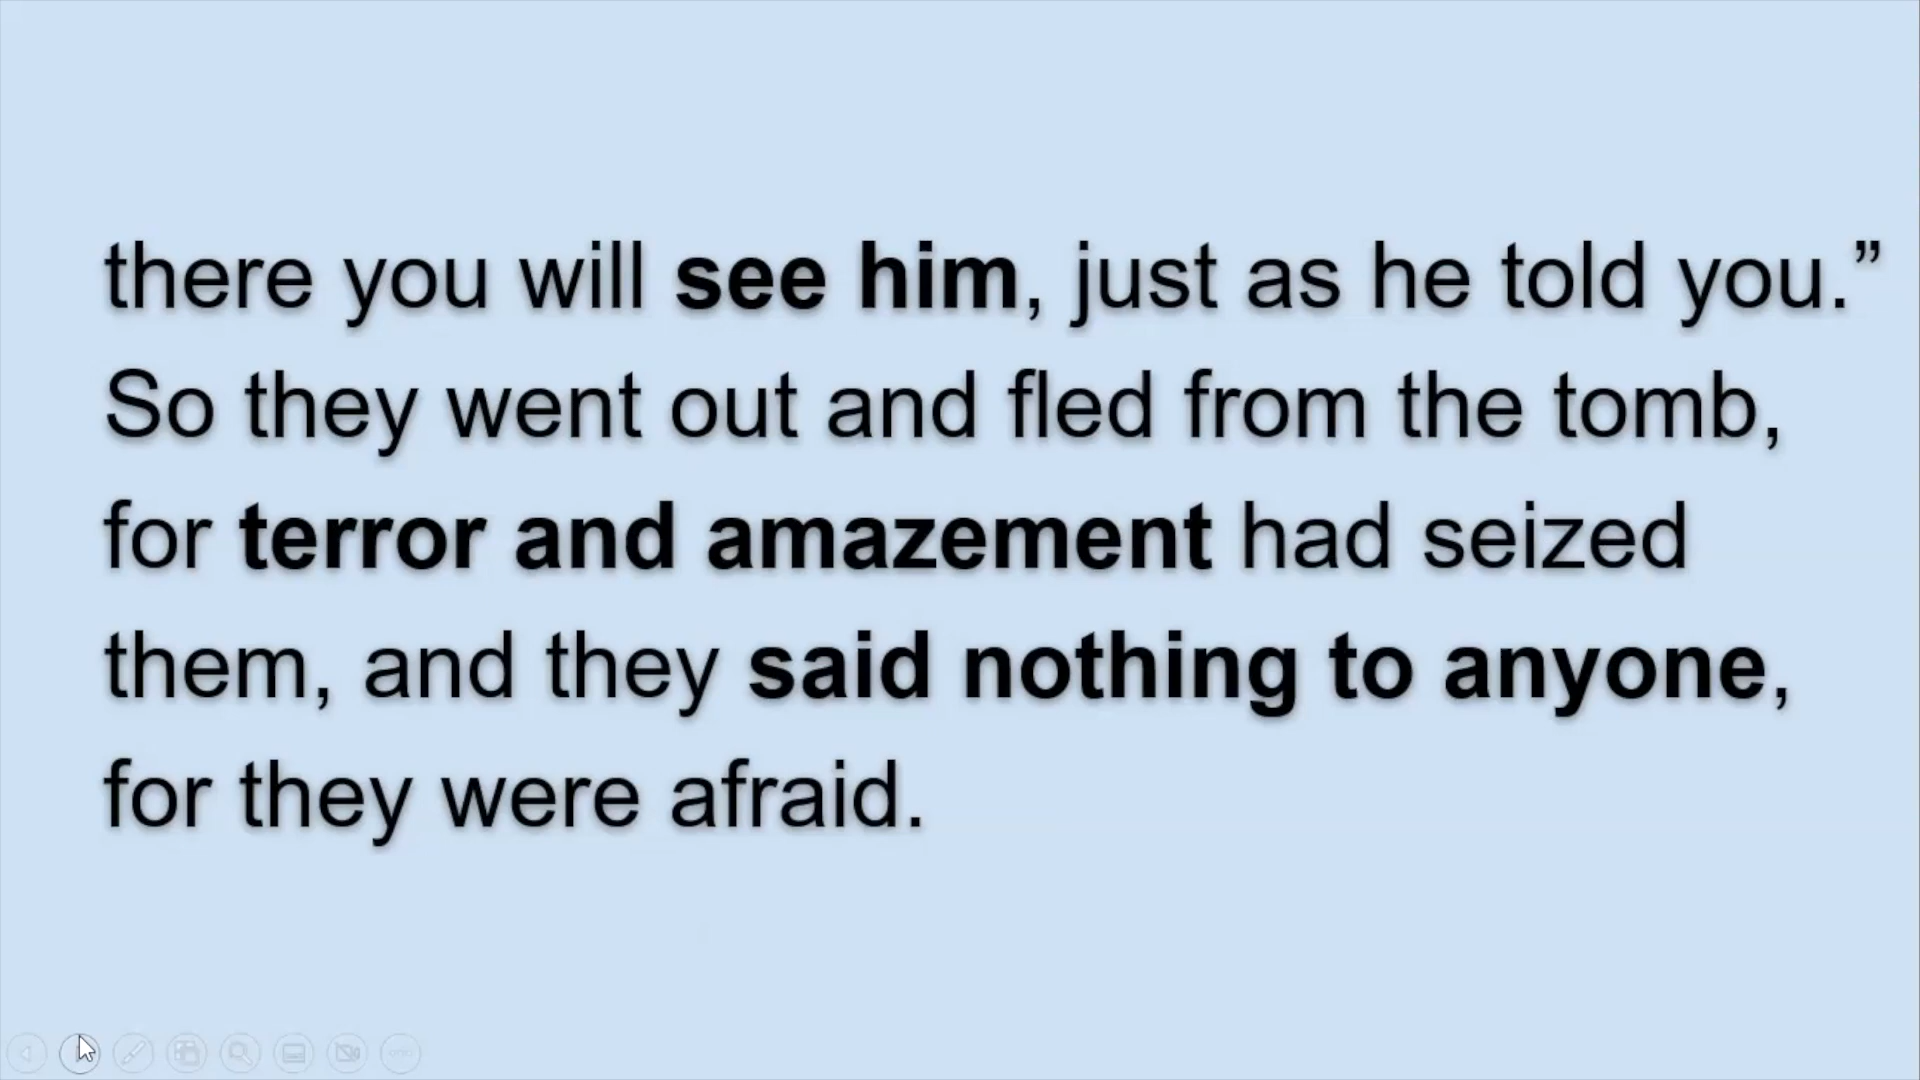 there you will see him, just as he told you.”
So they went out and fled from the tomb,
for terror and amazement had seized
them, and they said nothing to anyone,
for they were afraid.